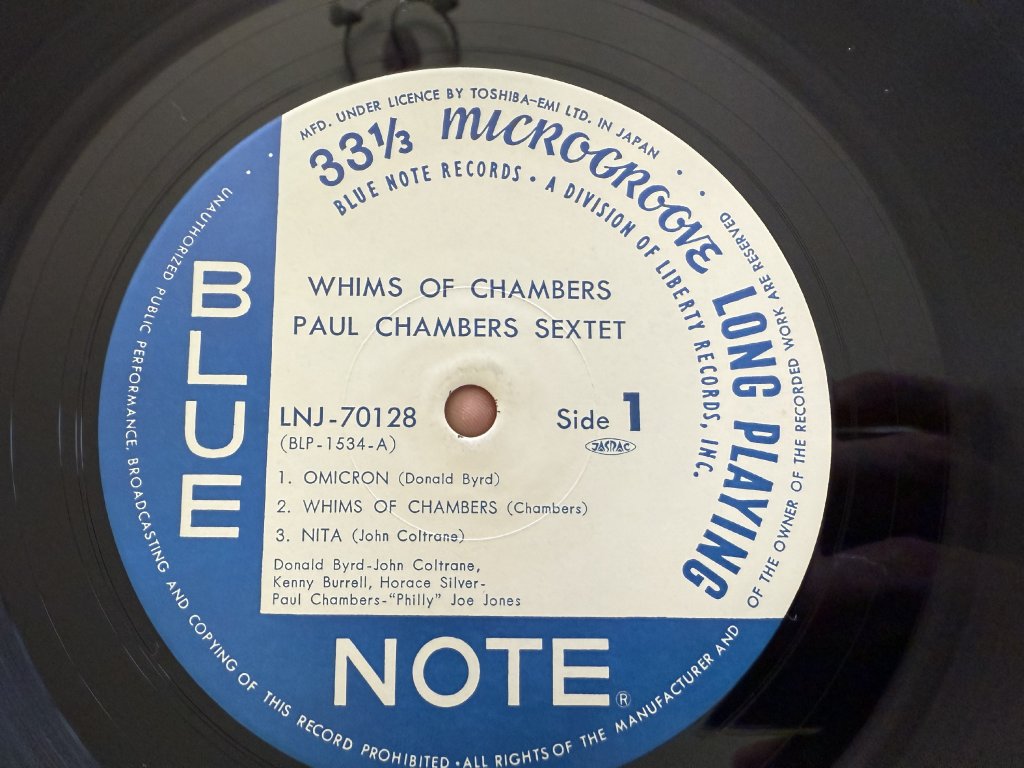 MFD. UNDER LICENCE BY TOSHIBA-EMI LTD. IN JAPAN
33 1/3 MICROGROOVE LONG PLAYING
BLUE NOTE RECORDS • A DIVISION OF LIBERTY RECORDS, INC.
WHIMS OF CHAMBERS
PAUL CHAMBERS SEXTET
LNJ-70128
Side 1
(BLP-1534-A)
JASRAC
1. OMICRON (Donald Byrd)
2. WHIMS OF CHAMBERS (Chambers)
3. NITA (John Coltrane)
Donald Byrd-John Coltrane,
Kenny Burrell, Horace Silver-
Paul Chambers-"Philly" Joe Jones
BLUE
NOTE ®
UNAUTHORIZED PUBLIC PERFORMANCE, BROADCASTING AND COPYING OF THIS RECORD PROHIBITED • ALL RIGHTS OF THE MANUFACTURER AND OF THE OWNER OF THE RECORDED WORK ARE RESERVED